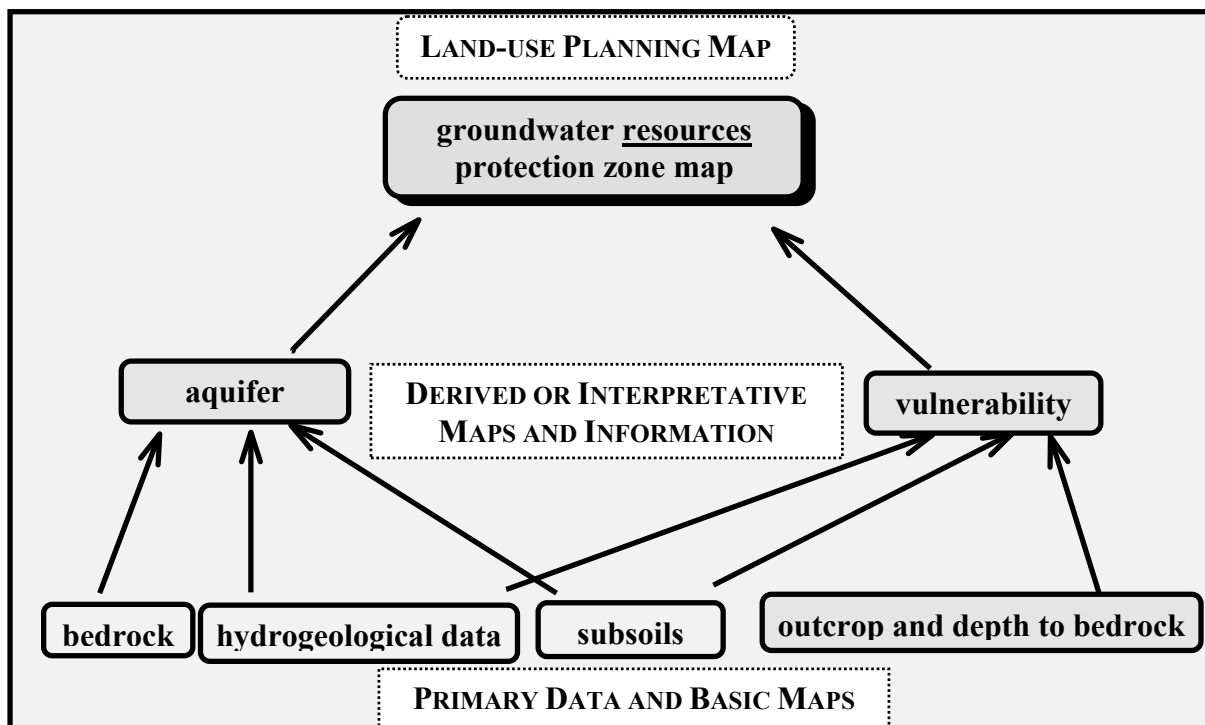 LAND-USE PLANNING MAP
groundwater resources
protection zone map
aquifer
DERIVED OR INTERPRETATIVE
MAPS AND INFORMATION
vulnerability
bedrock
hydrogeological data
subsoils
outcrop and depth to bedrock
PRIMARY DATA AND BASIC MAPS